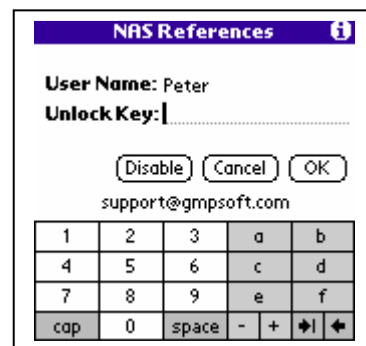 NAS References i
User Name: Peter
Unlock Key:
Disable Cancel OK
support@gmpsoft.com
1 2 3 a b
4 5 6 c d
7 8 9 e f
cap 0 space - +